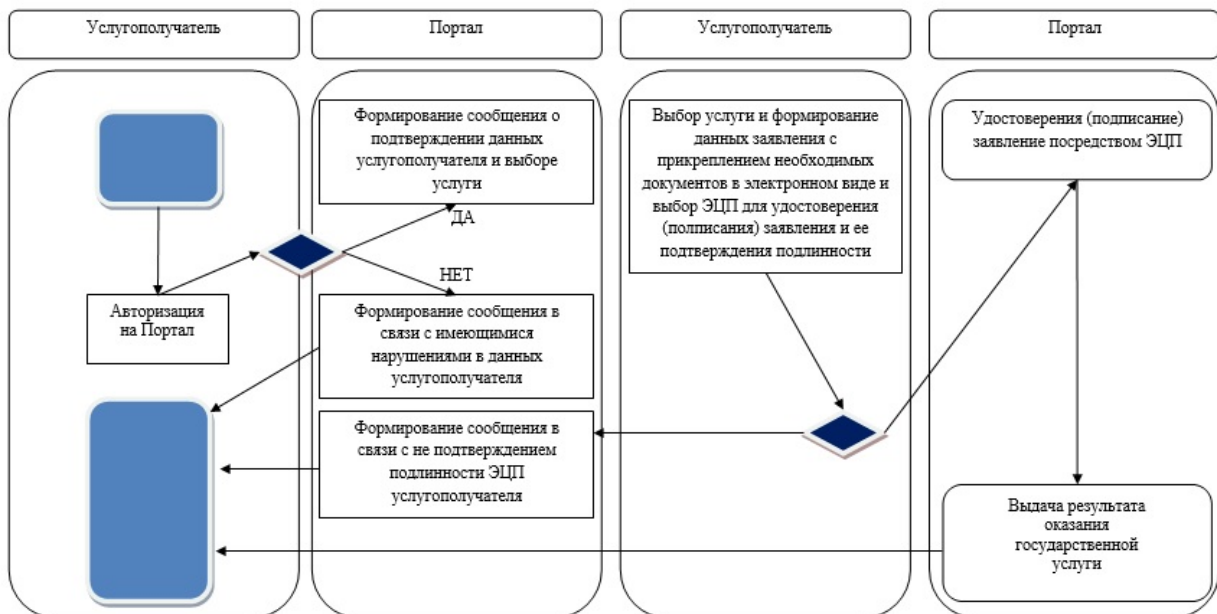 Услугополучатель
Портал
Услугополучатель
Портал
Формирование сообщения о
подтверждении данных
услугополучателя и выборе
услуги
ДА
НЕТ
Авторизация
на Портал
Формирование сообщения в
связи с имеющимися
нарушениями в данных
услугополучателя
Формирование сообщения в
связи с не подтверждением
подлинности ЭЦП
услугополучателя
Выбор услуги и формирование
данных заявления с
прикреплением необходимых
документов в электронном виде и
выбор ЭЦП для удостоверения
(полписания) заявления и ее
подтверждения подлинности
Удостоверения (подписание)
заявление посредством ЭЦП
Выдача результата
оказания
государственной
услуги